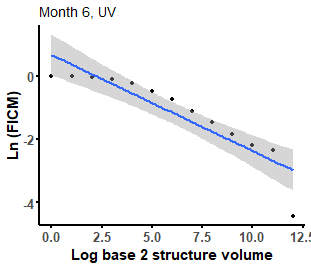 Month 6, UV
Ln (FICM)
0
-2
-4
0.0 2.5 5.0 7.5 10.0 12.5
Log base 2 structure volume